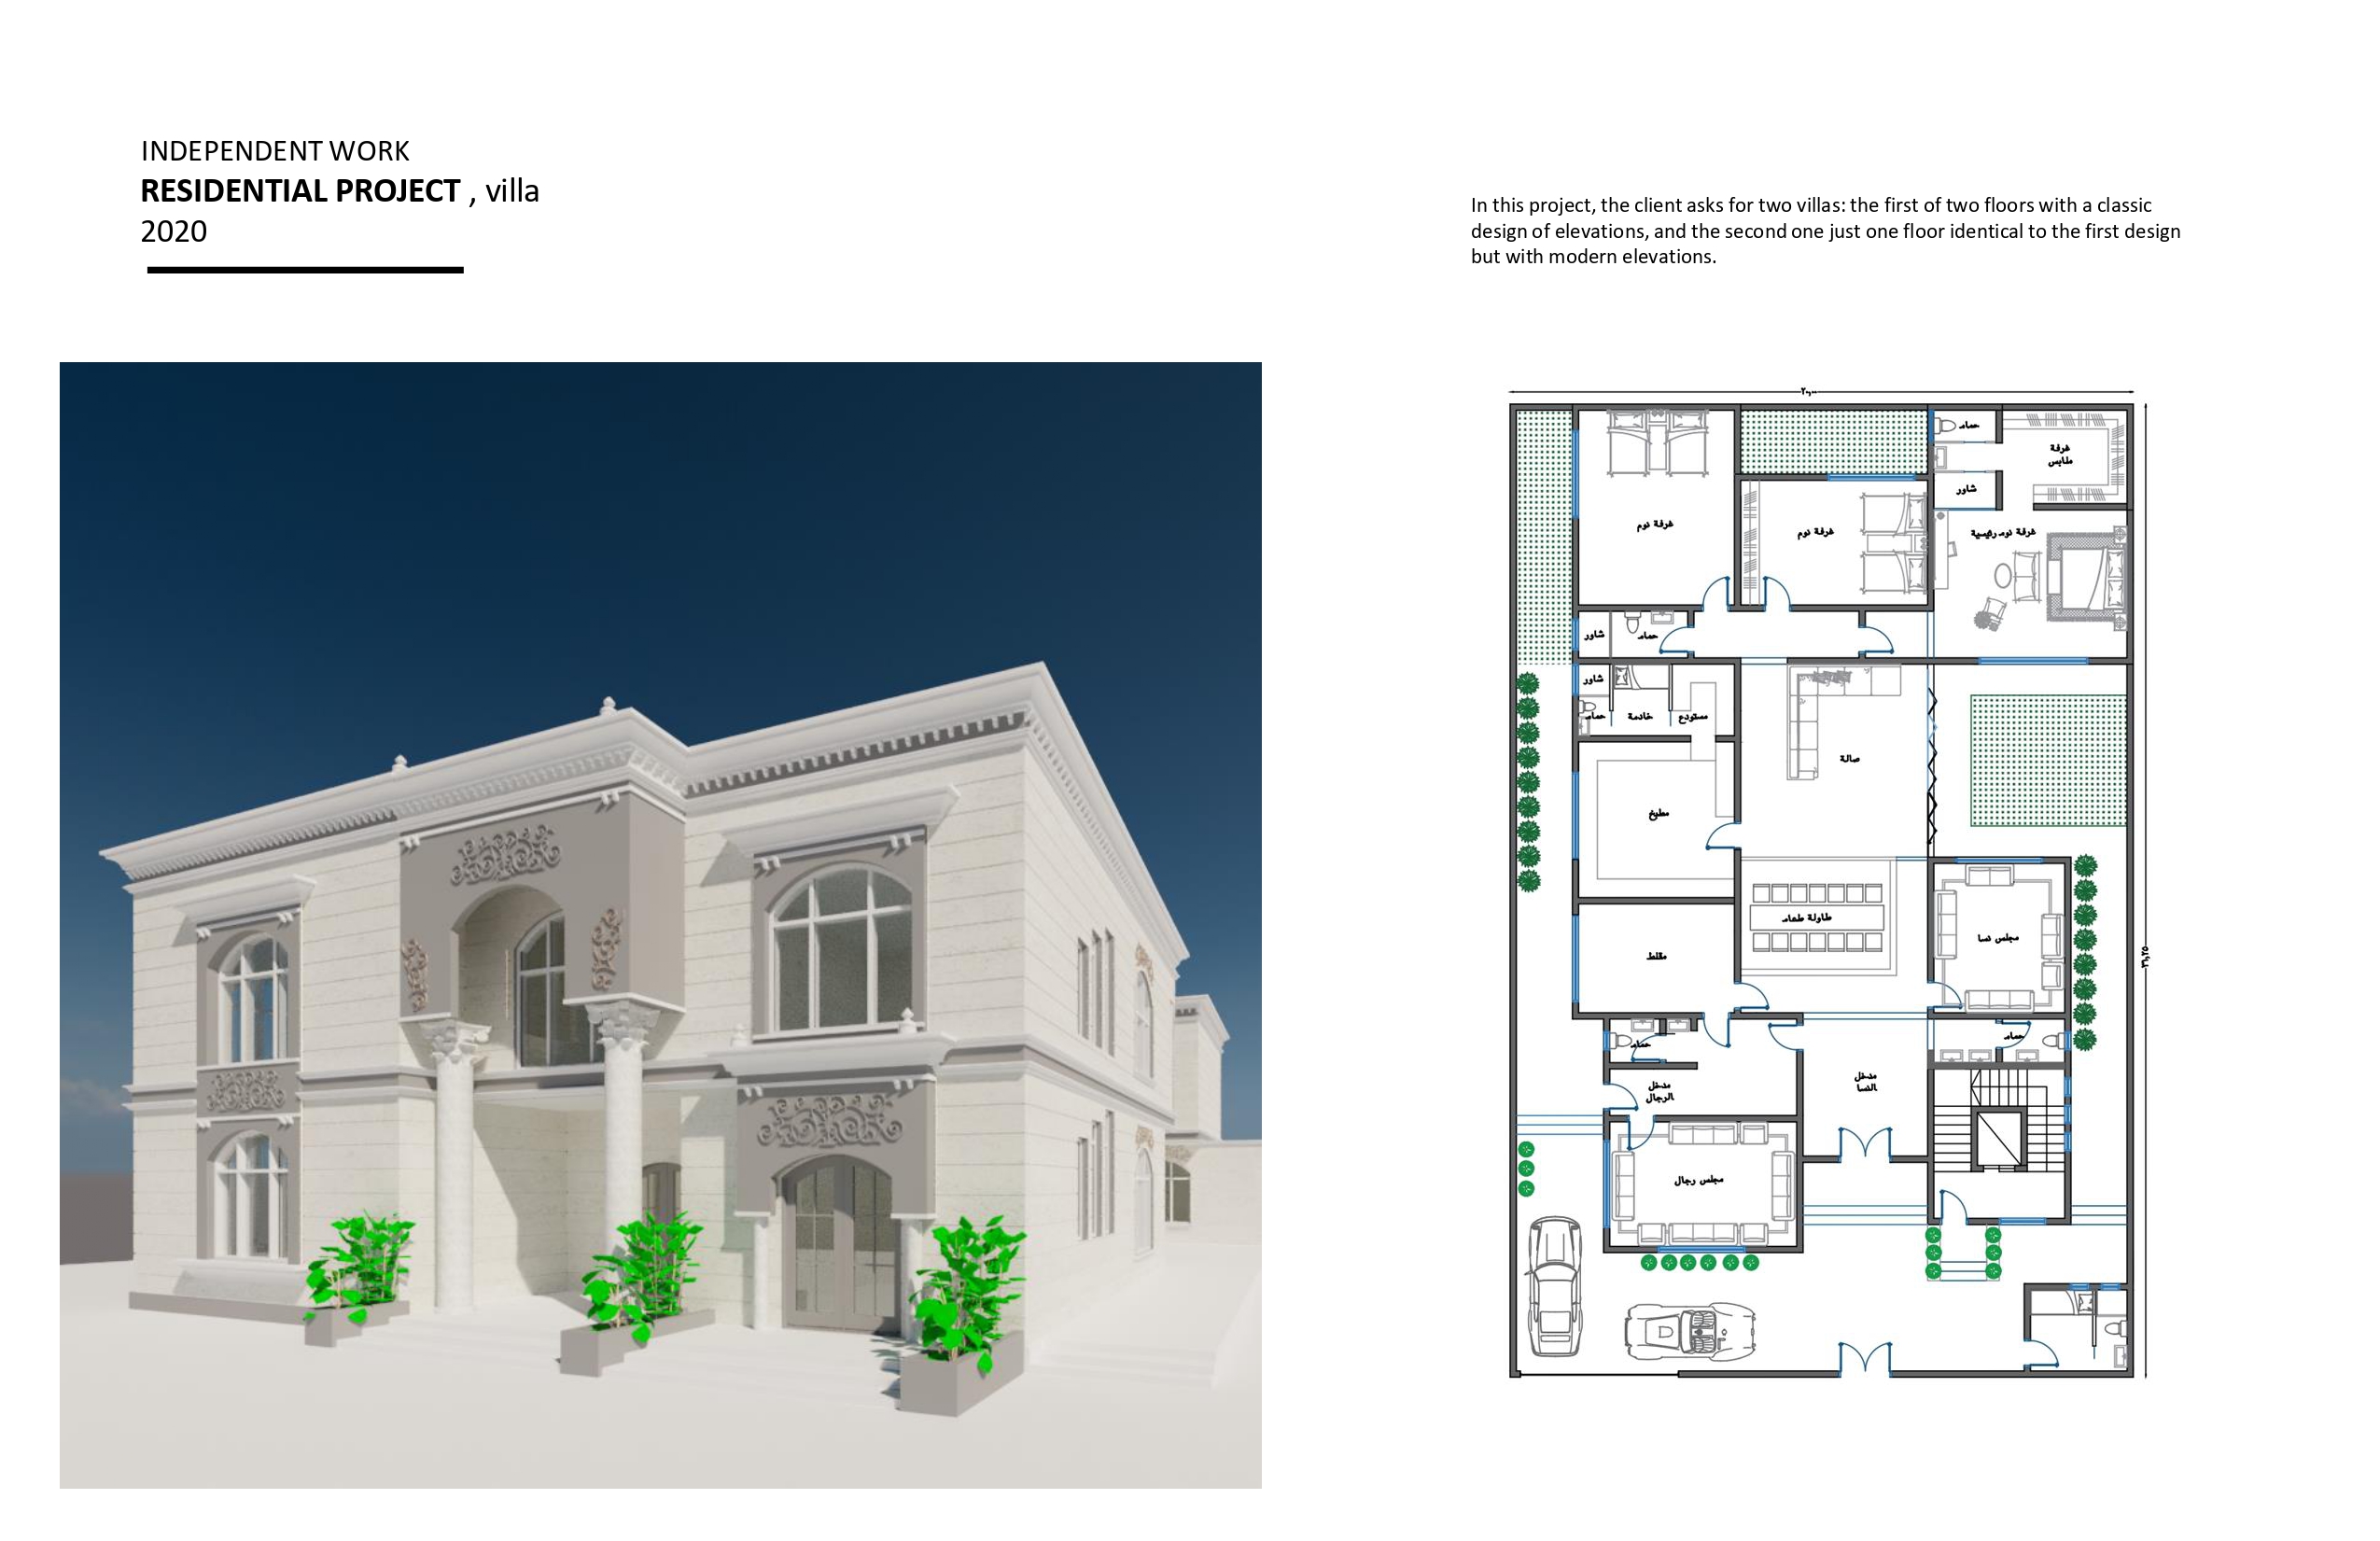 INDEPENDENT WORK
RESIDENTIAL PROJECT , villa
2020
In this project, the client asks for two villas: the first of two floors with a classic
design of elevations, and the second one just one floor identical to the first design
but with modern elevations.
٢٠,٠٠
حمام
غرفة
ملابس
شاور
غرفة نوم
غرفة نوم
غرفة نوم رئيسية
شاور
حمام
شاور
حمام
خادمة
مستودع
صالة
مطبخ
طاولة طعام
مجلس نسا
مقلط
٣٦,٢٥
حمام
حمام
مدخل
الرجال
مدخل
النسا
مجلس رجال